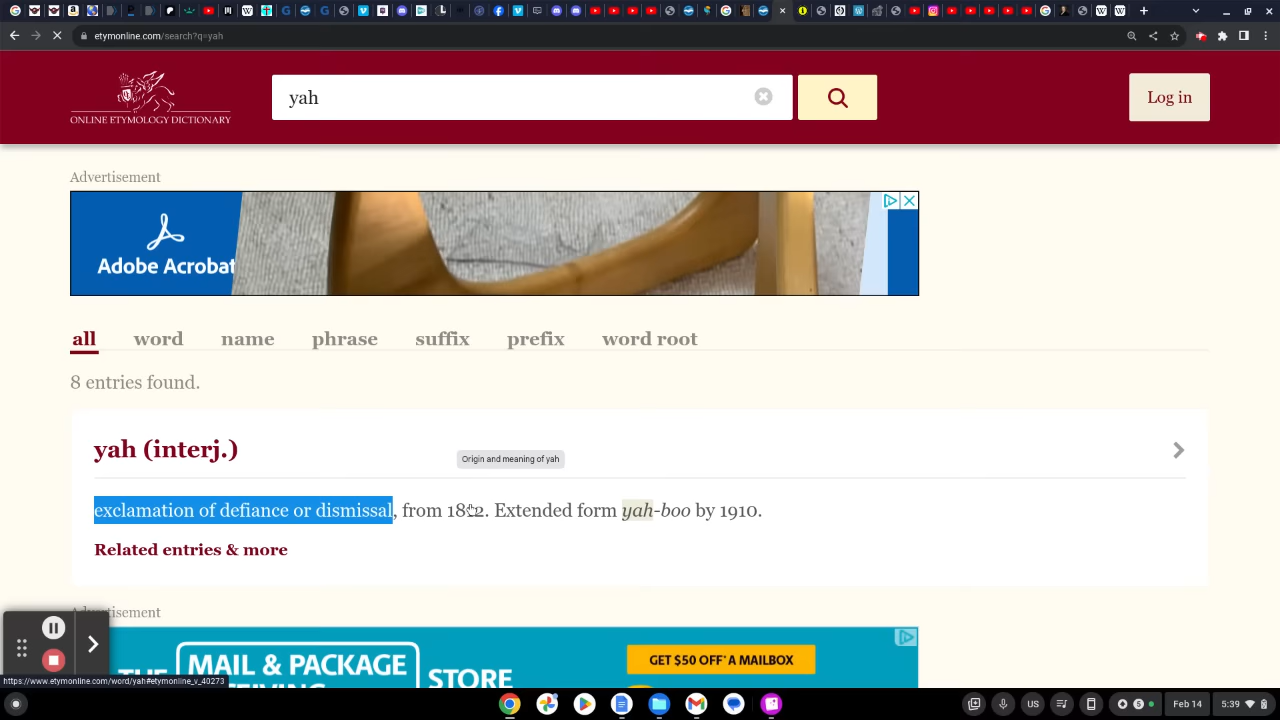 etymonline.com/search?q=yah
ONLINE ETYMOLOGY DICTIONARY
yah
Log in
Advertisement
Adobe Acrobat
all word name phrase suffix prefix word root
8 entries found.
yah (interj.)
Origin and meaning of yah
exclamation of defiance or dismissal, from 1812. Extended form yah-boo by 1910.
Related entries & more
MAIL & PACKAGE
STORE
GET $50 OFF* A MAILBOX
https://www.etymonline.com/word/yah#etymonline_v_40273
5
Feb 14
5:39